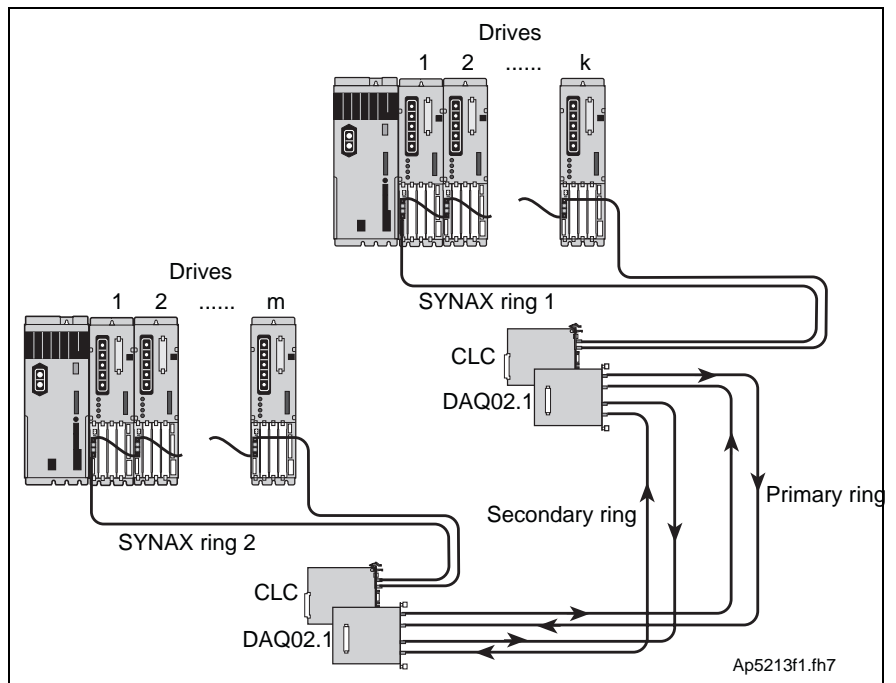 Drives
1 2 ...... k
SYNAX ring 1
CLC
DAQ02.1
Drives
1 2 ...... m
SYNAX ring 2
CLC
DAQ02.1
Secondary ring
Primary ring
Ap5213f1.fh7